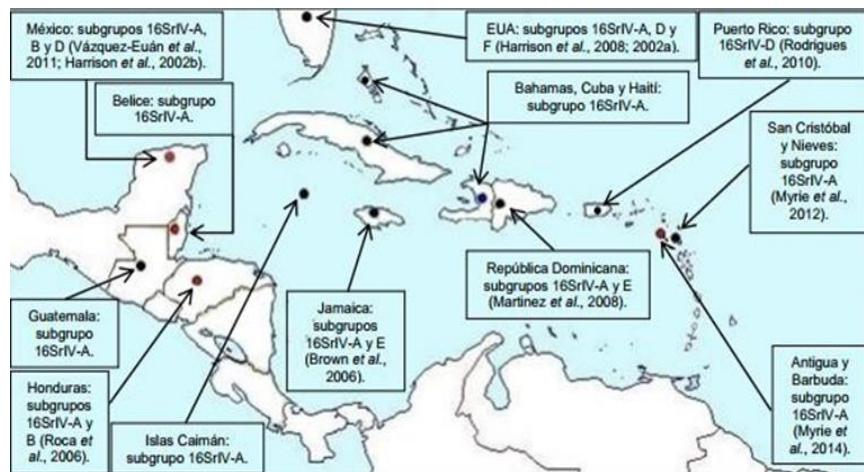 México: subgrupos 16SrIV-A,
B y D (Vázquez-Euán et al.,
2011; Harrison et al., 2002b).
EUA: subgrupos 16SrIV-A, D y
F (Harrison et al., 2008; 2002a).
Puerto Rico: subgrupo
16SrIV-D (Rodrigues
et al., 2010).
Belice: subgrupo
16SrIV-A.
Bahamas, Cuba y Haití:
subgrupo 16SrIV-A.
San Cristóbal
y Nieves:
subgrupo
16SrIV-A
(Myrie et al.,
2012).
Guatemala:
subgrupo
16SrIV-A.
Jamaica:
subgrupos
16SrIV-A y E
(Brown et al.,
2006).
República Dominicana:
subgrupos 16SrIV-A y E
(Martinez et al., 2008).
Honduras:
subgrupos
16SrIV-A y
B (Roca et
al., 2006).
Islas Caimán:
subgrupo 16SrIV-A.
Antigua y
Barbuda:
subgrupo
16SrIV-A
(Myrie et
al., 2014).